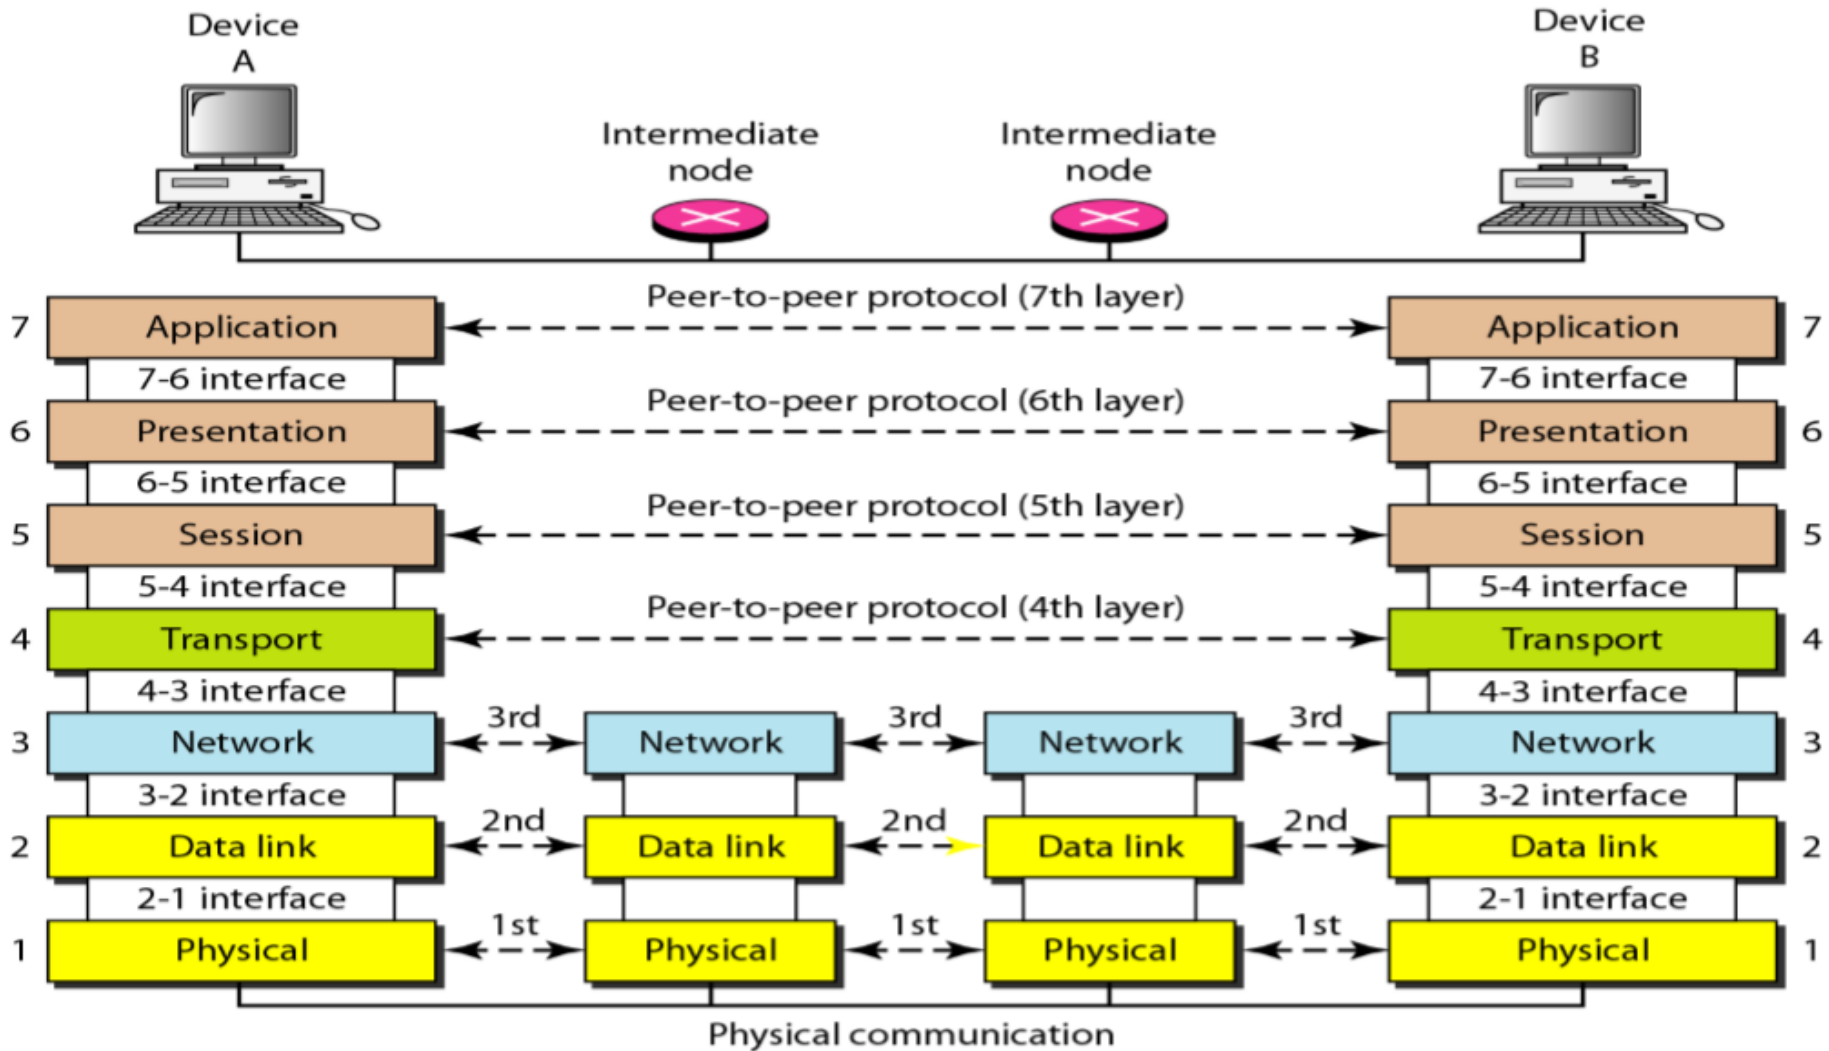 Device
A
Device
B
Intermediate
node
Intermediate
node
Peer-to-peer protocol (7th layer)
7 Application Application 7
7-6 interface 7-6 interface
Peer-to-peer protocol (6th layer)
6 Presentation Presentation 6
6-5 interface 6-5 interface
Peer-to-peer protocol (5th layer)
5 Session Session 5
5-4 interface 5-4 interface
Peer-to-peer protocol (4th layer)
4 Transport Transport 4
4-3 interface 4-3 interface
3rd 3rd 3rd
3 Network Network Network Network 3
3-2 interface 3-2 interface
2nd 2nd 2nd
2 Data link Data link Data link Data link 2
2-1 interface 2-1 interface
1st 1st 1st
1 Physical Physical Physical Physical 1
Physical communication